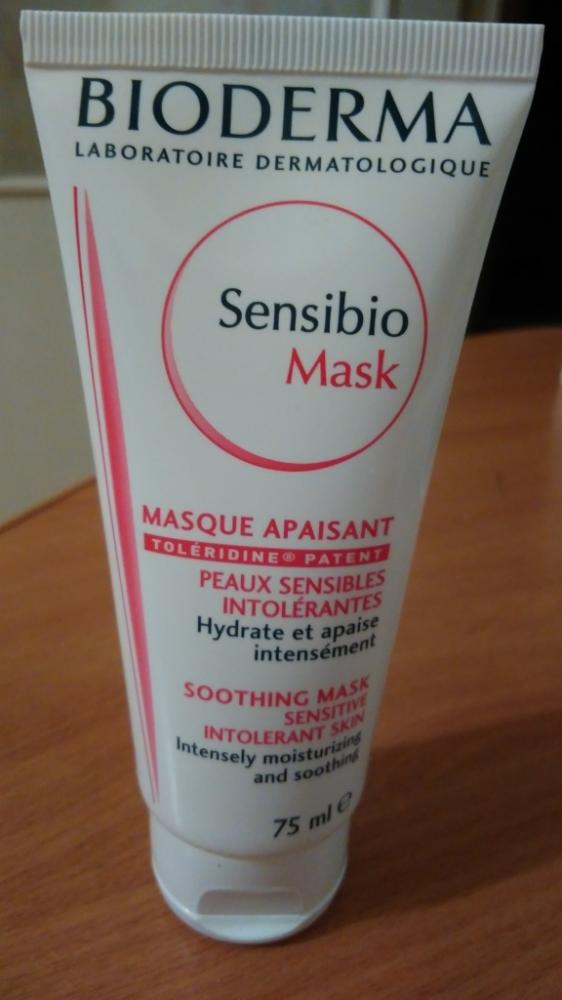 BIODERMA
LABORATOIRE DERMATOLOGIQUE
Sensibio
Mask
MASQUE APAISANT
TOLÉRIDINE® PATENT
PEAUX SENSIBLES
INTOLÉRANTES
Hydrate et apaise
intensément
SOOTHING MASK
SENSITIVE
INTOLERANT SKIN
Intensely moisturizing
and soothing
75 ml ℮